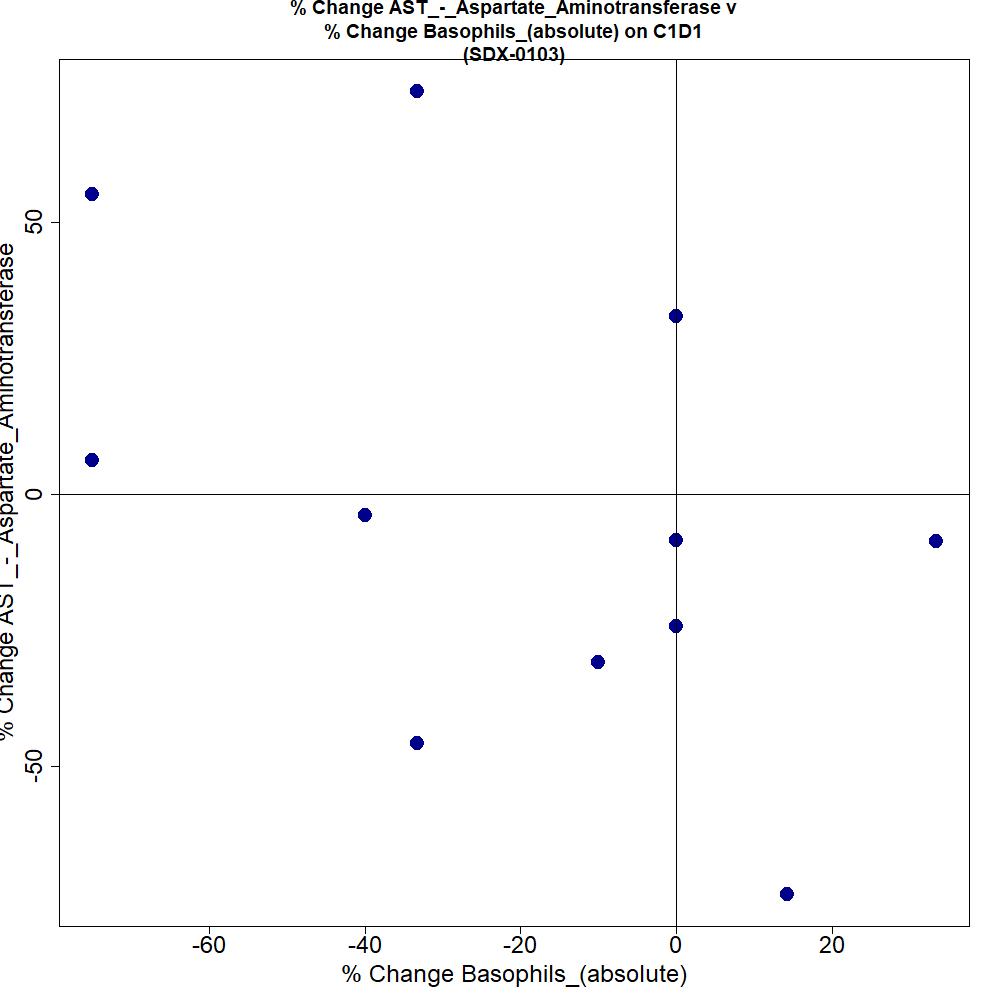 % Change AST_-_Aspartate_Aminotransferase v
% Change Basophils_(absolute) on C1D1
(SDX-0103)
% Change AST_-_Aspartate_Aminotransferase
50
0
-50
-60
-40
-20
0
20
% Change Basophils_(absolute)